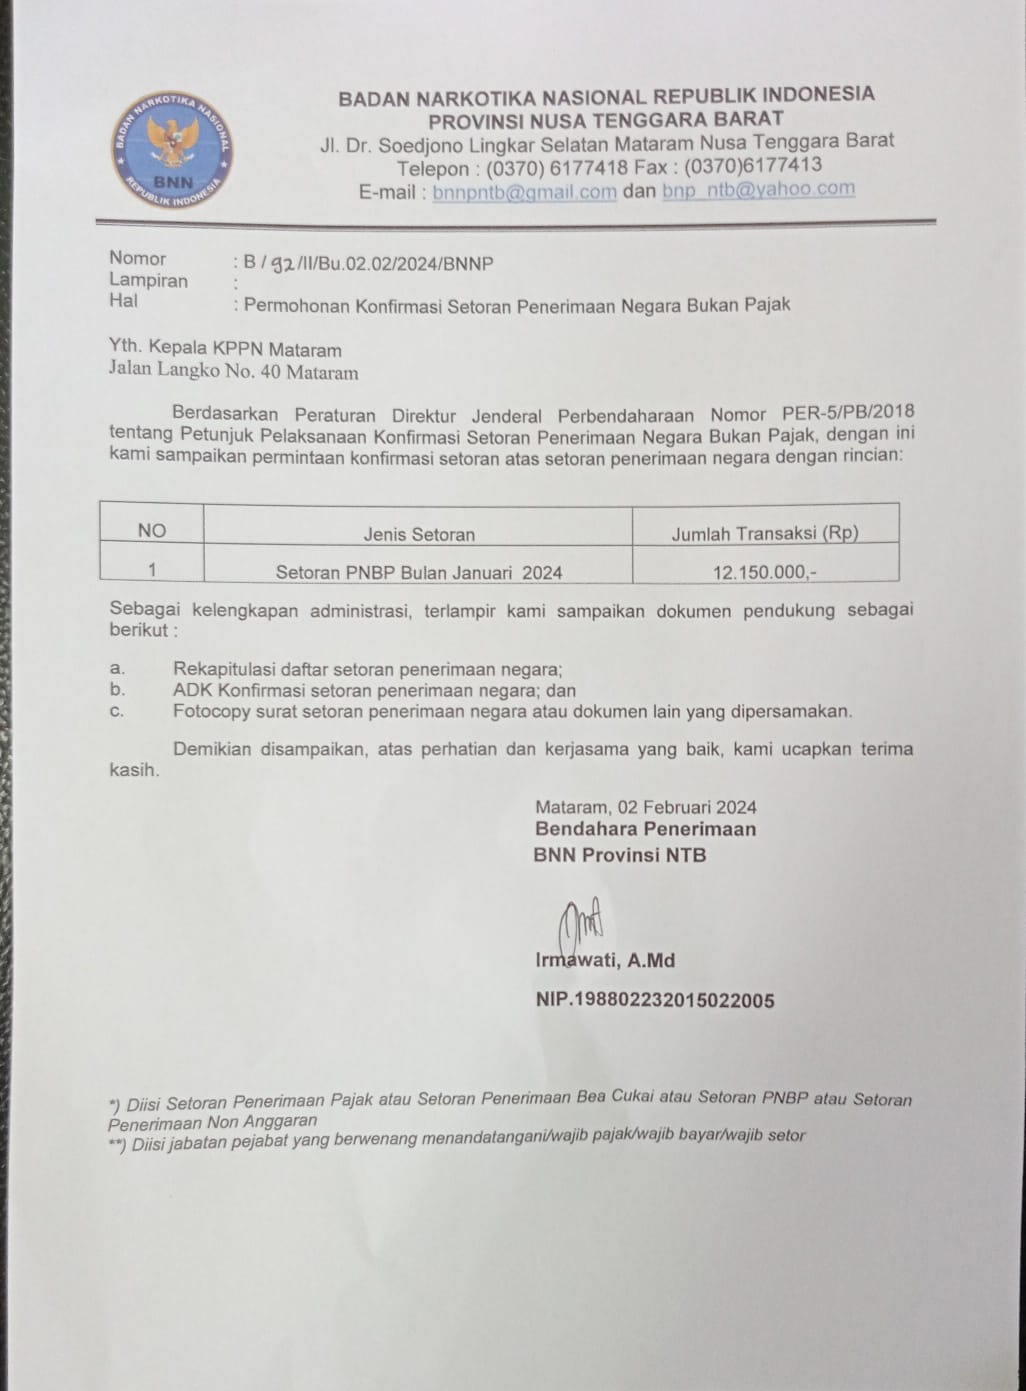 BADAN NARKOTIKA NASIONAL
BNN
REPUBLIK INDONESIA
BADAN NARKOTIKA NASIONAL REPUBLIK INDONESIA
PROVINSI NUSA TENGGARA BARAT
Jl. Dr. Soedjono Lingkar Selatan Mataram Nusa Tenggara Barat
Telepon : (0370) 6177418 Fax : (0370)6177413
E-mail : bnnpntb@gmail.com dan bnp_ntb@yahoo.com
Nomor : B / 92/II/Bu.02.02/2024/BNNP
Lampiran :
Hal : Permohonan Konfirmasi Setoran Penerimaan Negara Bukan Pajak
Yth. Kepala KPPN Mataram
Jalan Langko No. 40 Mataram
Berdasarkan Peraturan Direktur Jenderal Perbendaharaan Nomor PER-5/PB/2018
tentang Petunjuk Pelaksanaan Konfirmasi Setoran Penerimaan Negara Bukan Pajak, dengan ini
kami sampaikan permintaan konfirmasi setoran atas setoran penerimaan negara dengan rincian:
NO Jenis Setoran Jumlah Transaksi (Rp)
1 Setoran PNBP Bulan Januari 2024 12.150.000,-
Sebagai kelengkapan administrasi, terlampir kami sampaikan dokumen pendukung sebagai
berikut :
a. Rekapitulasi daftar setoran penerimaan negara;
b. ADK Konfirmasi setoran penerimaan negara; dan
c. Fotocopy surat setoran penerimaan negara atau dokumen lain yang dipersamakan.
Demikian disampaikan, atas perhatian dan kerjasama yang baik, kami ucapkan terima
kasih.
Mataram, 02 Februari 2024
Bendahara Penerimaan
BNN Provinsi NTB
Irmawati, A.Md
NIP.198802232015022005
*) Diisi Setoran Penerimaan Pajak atau Setoran Penerimaan Bea Cukai atau Setoran PNBP atau Setoran
Penerimaan Non Anggaran
**) Diisi jabatan pejabat yang berwenang menandatangani/wajib pajak/wajib bayar/wajib setor